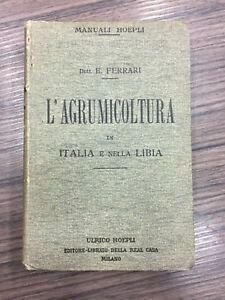 MANUALI HOEPLI
Dott. E. FERRARI
L'AGRUMICOLTURA
IN
ITALIA E NELLA LIBIA
ULRICO HOEPLI
EDITORE-LIBRAIO DELLA REAL CASA
MILANO